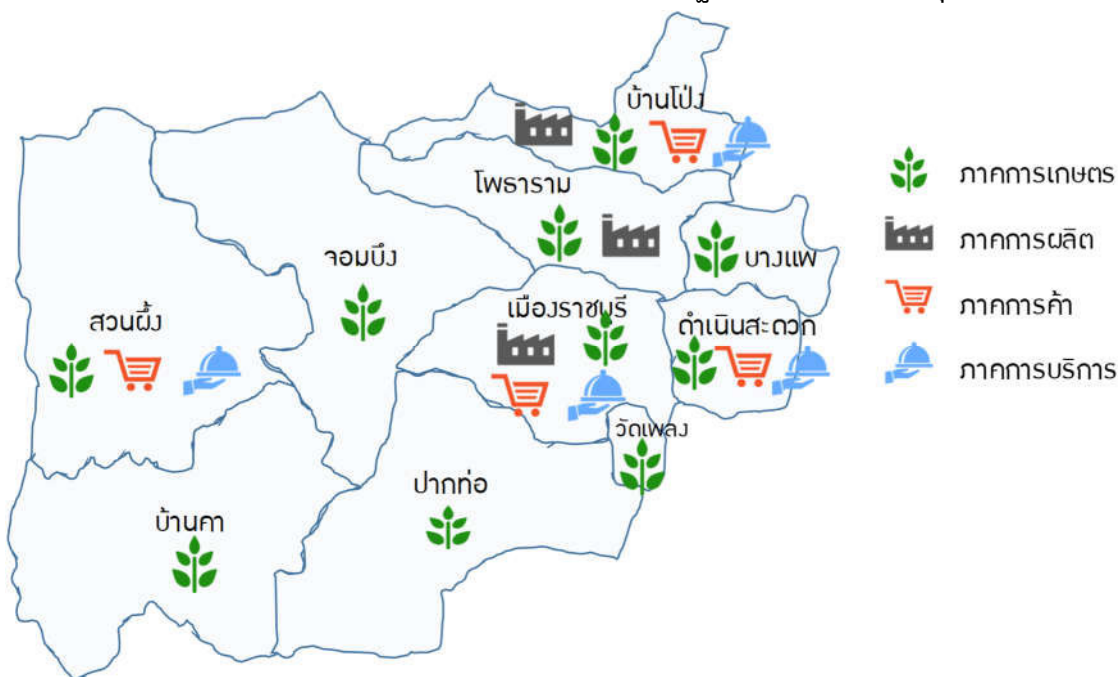 บ้านโป่ง
โพธาราม
บางแพ
จอมบึง
เมืองราชบุรี
ดำเนินสะดวก
สวนผึ้ง
วัดเพลง
ปากท่อ
บ้านคา
ภาคการเกษตร
ภาคการผลิต
ภาคการค้า
ภาคการบริการ